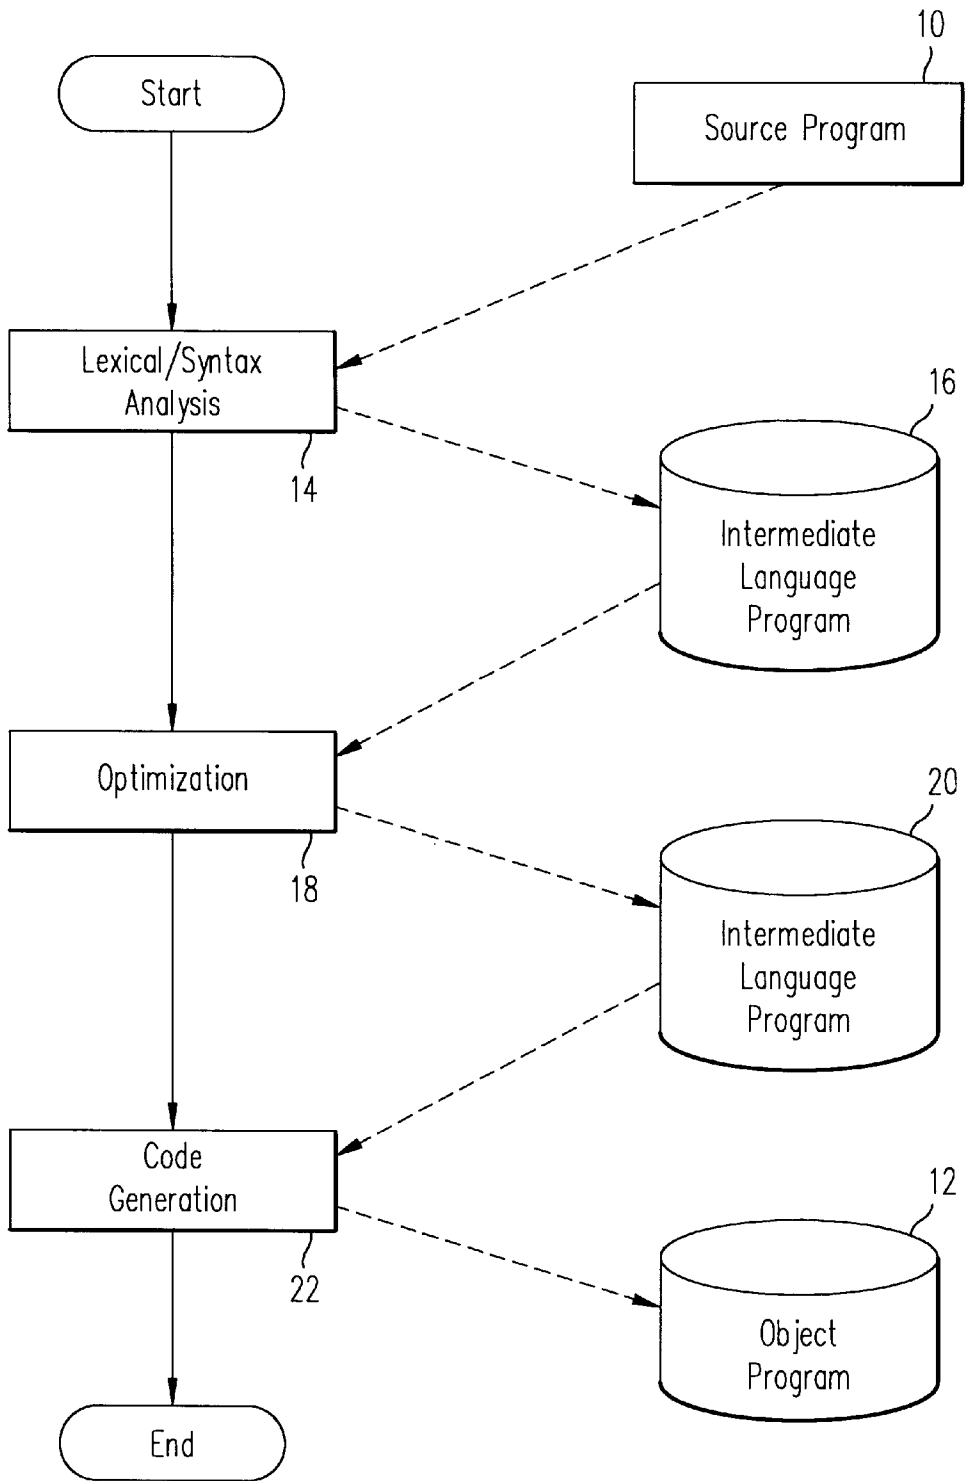 10
Start
Source Program
Lexical/Syntax
Analysis
14
16
Intermediate
Language
Program
Optimization
18
20
Intermediate
Language
Program
Code
Generation
22
12
Object
Program
End